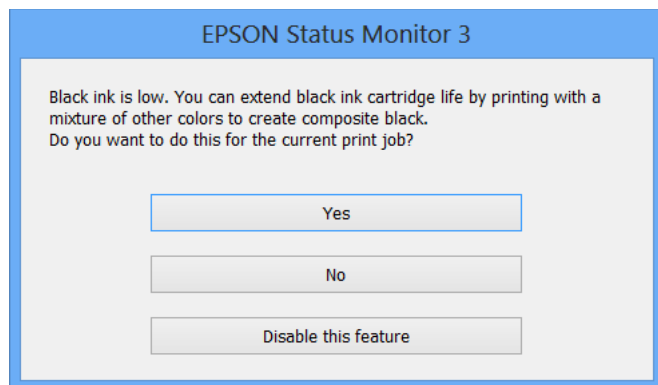 EPSON Status Monitor 3
Black ink is low. You can extend black ink cartridge life by printing with a
mixture of other colors to create composite black.
Do you want to do this for the current print job?
Yes
No
Disable this feature